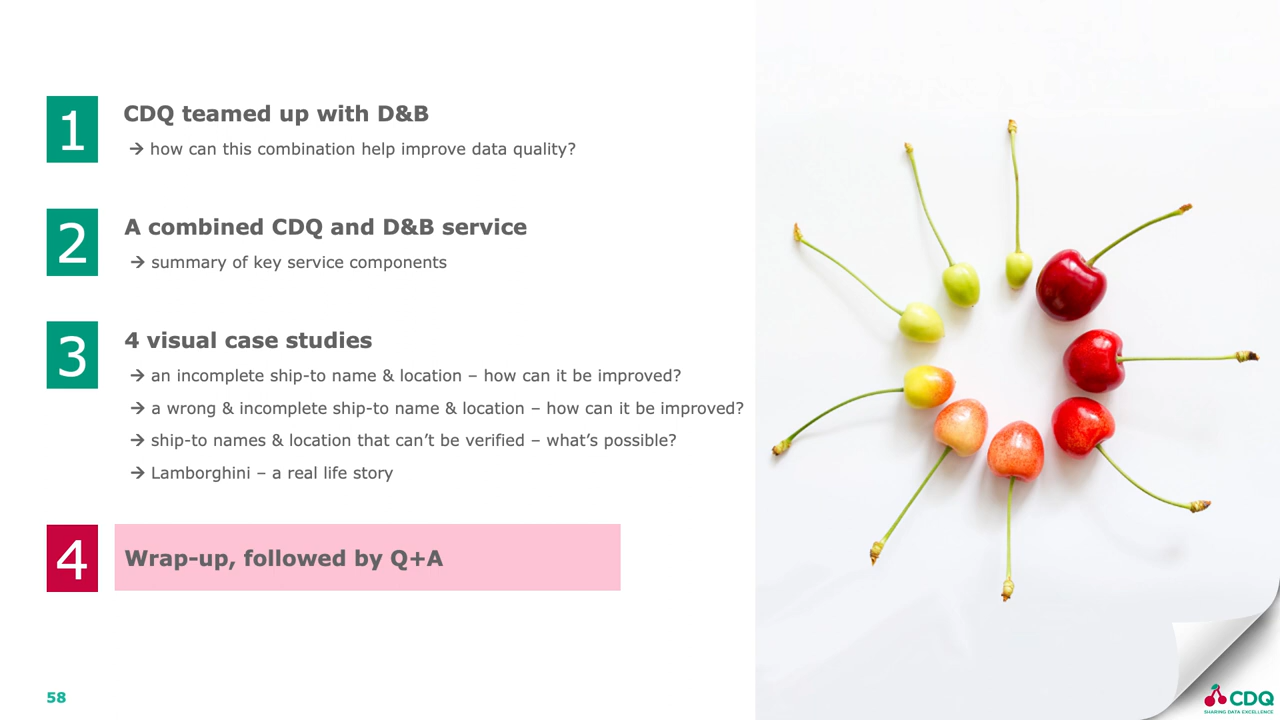 1
CDQ teamed up with D&B
→ how can this combination help improve data quality?
2
A combined CDQ and D&B service
→ summary of key service components
3
4 visual case studies
→ an incomplete ship-to name & location – how can it be improved?
→ a wrong & incomplete ship-to name & location – how can it be improved?
→ ship-to names & location that can’t be verified – what’s possible?
→ Lamborghini – a real life story
4
Wrap-up, followed by Q+A
58
CDQ
SHARING DATA EXCELLENCE